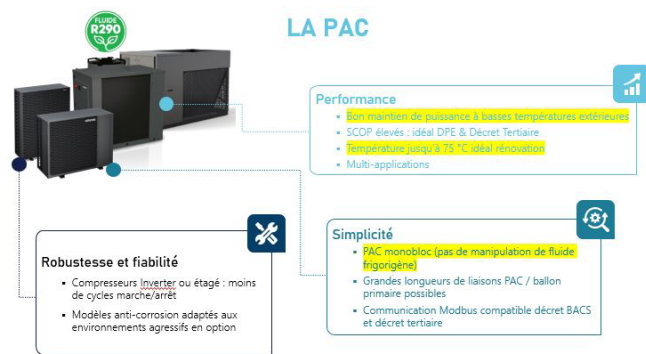 LA PAC
FLUIDE
R290
Performance
Bon maintien de puissance à basses températures extérieures
SCOP élevés : idéal DPE & Décret Tertiaire
Température jusqu'à 75 °C idéal rénovation
Multi-applications
Robustesse et fiabilité
Compresseurs Inverter ou étagé : moins
de cycles marche/arrêt
Modèles anti-corrosion adaptés aux
environnements agressifs en option
Simplicité
PAC monobloc (pas de manipulation de fluide
frigorigène)
Grandes longueurs de liaisons PAC / ballon
primaire possibles
Communication Modbus compatible décret BACS
et décret tertiaire